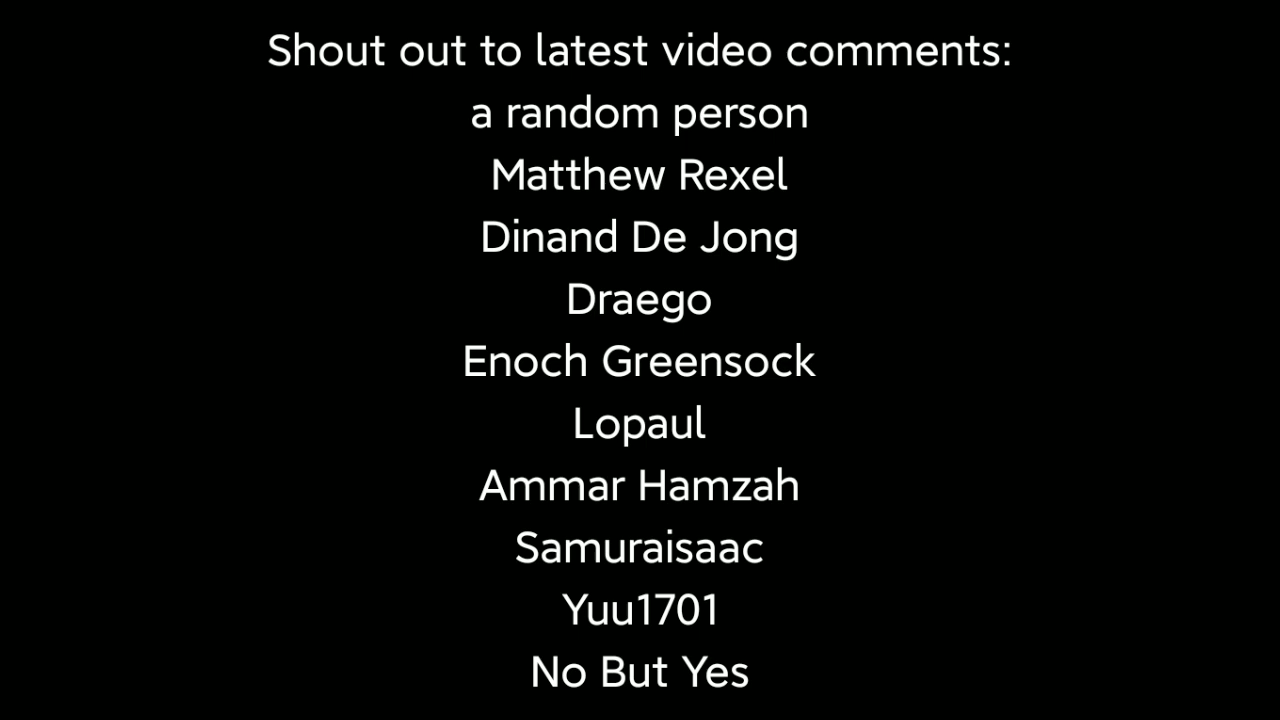 Shout out to latest video comments:
a random person
Matthew Rexel
Dinand De Jong
Draego
Enoch Greensock
Lopaul
Ammar Hamzah
Samuraisaac
Yuu1701
No But Yes